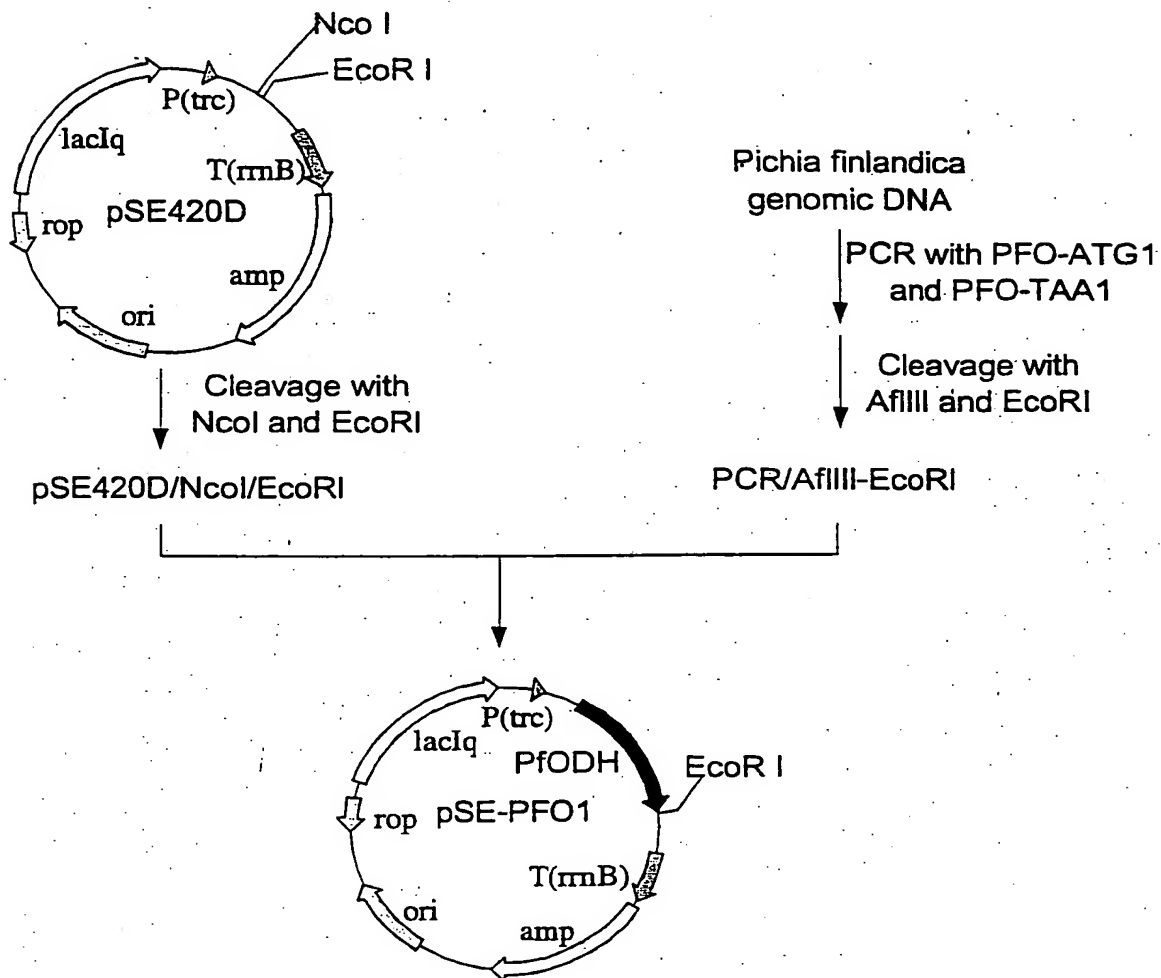 Nco I
EcoR I
P(trc)
lacIq
T(rrnB)
pSE420D
rop
amp
ori
Cleavage with
NcoI and EcoRI
pSE420D/NcoI/EcoRI
Pichia finlandica
genomic DNA
PCR with PFO-ATG1
and PFO-TAA1
Cleavage with
AflIII and EcoRI
PCR/AflIII-EcoRI
P(trc)
lacIq
PfODH
EcoR I
pSE-PFO1
rop
T(rrnB)
ori
amp